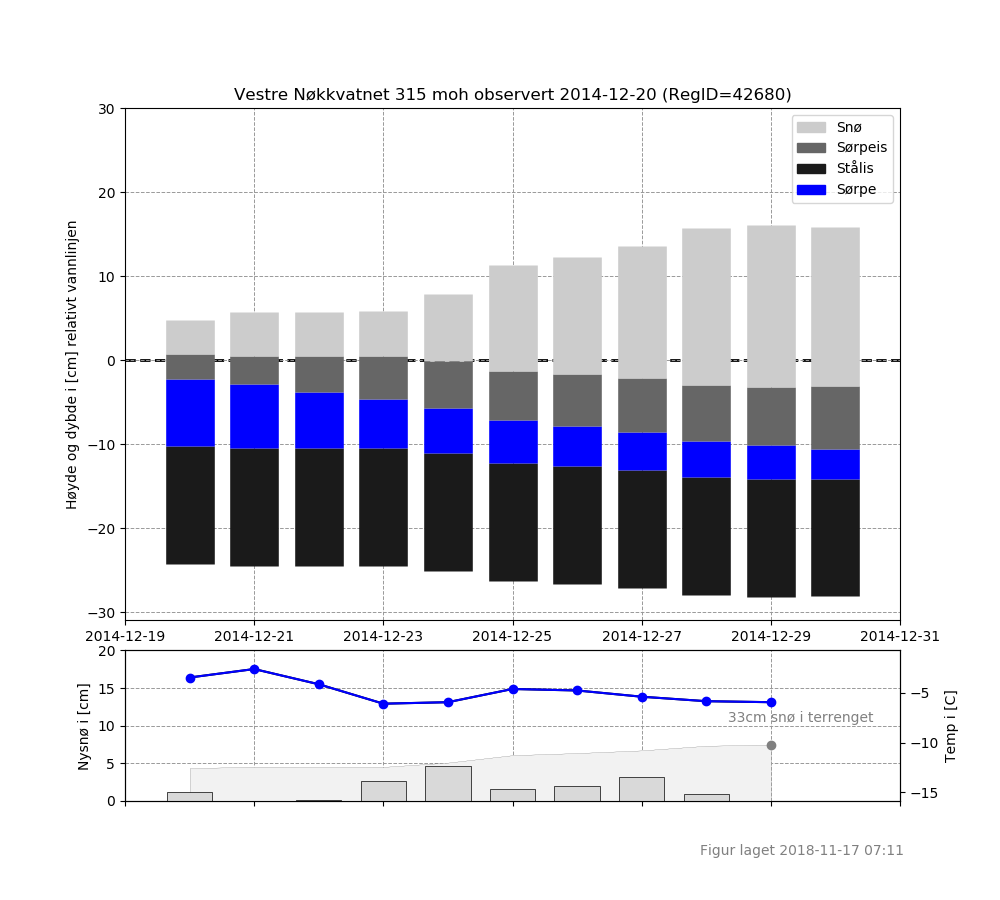 Vestre Nøkkvatnet 315 moh observert 2014-12-20 (RegID=42680)
Høyde og dybde i [cm] relativt vannlinjen
30
20
10
0
−10
−20
−30
Snø
Sørpeis
Stålis
Sørpe
2014-12-19 2014-12-21 2014-12-23 2014-12-25 2014-12-27 2014-12-29 2014-12-31
Nysnø i [cm]
20
15
10
5
0
33cm snø i terrenget
−5
−10
−15
Temp i [C]
Figur laget 2018-11-17 07:11